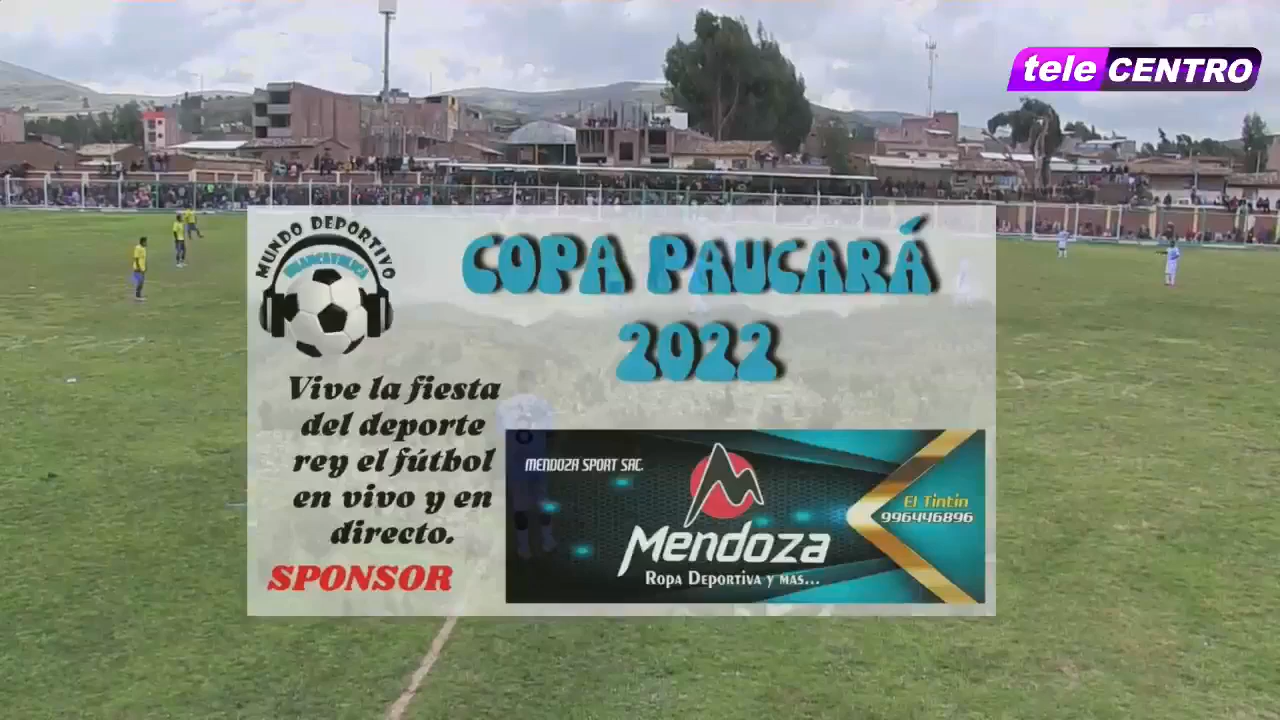 tele CENTRO
MUNDO DEPORTIVO
HUANCAVELICA
COPA PAUCARÁ
2022
Vive la fiesta
del deporte
rey el fútbol
en vivo y en
directo.
SPONSOR
MENDOZA SPORT SAC.
Mendoza
ROPA DEPORTIVA Y MAS...
El Tintin
996446896